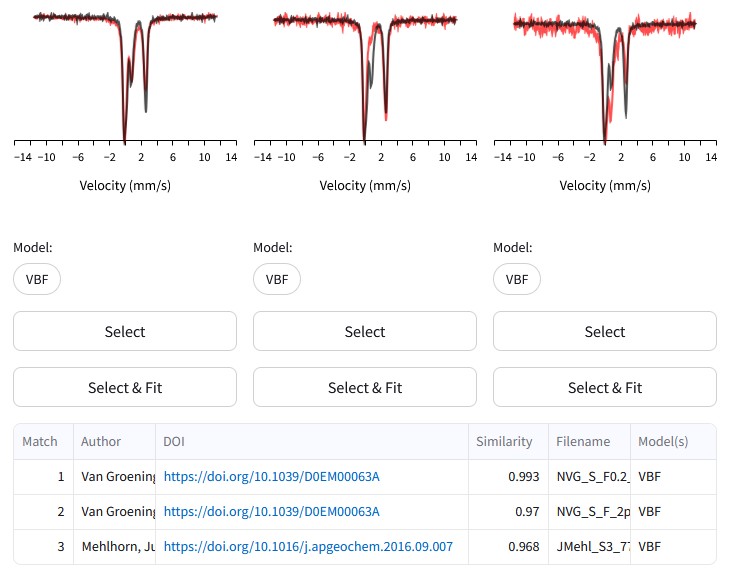 −14 −10 −6 −2 2 6 10 14 −14 −10 −6 −2 2 6 10 14 −14 −10 −6 −2 2 6 10 14
Velocity (mm/s) Velocity (mm/s) Velocity (mm/s)
Model: Model: Model:
VBF VBF VBF
Select Select Select
Select & Fit Select & Fit Select & Fit
Match Author DOI Similarity Filename Model(s)
1 Van Groening https://doi.org/10.1039/D0EM00063A 0.993 NVG_S_F0.2_ VBF
2 Van Groening https://doi.org/10.1039/D0EM00063A 0.97 NVG_S_F_2p VBF
3 Mehlhorn, Ju https://doi.org/10.1016/j.apgeochem.2016.09.007 0.968 JMehl_S3_77 VBF